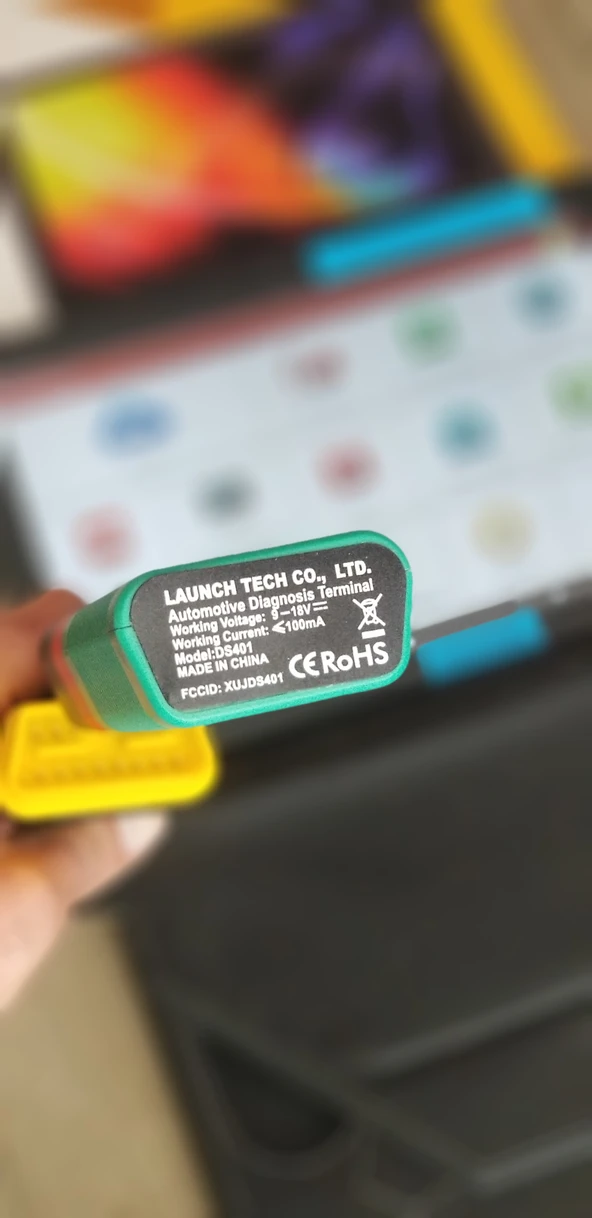 LAUNCH TECH CO., LTD.
Automotive Diagnosis Terminal
Working Voltage: 9-18V
Working Current: ≤100mA
Model:DS401
MADE IN CHINA
CE RoHS
FCCID: XUJDS401